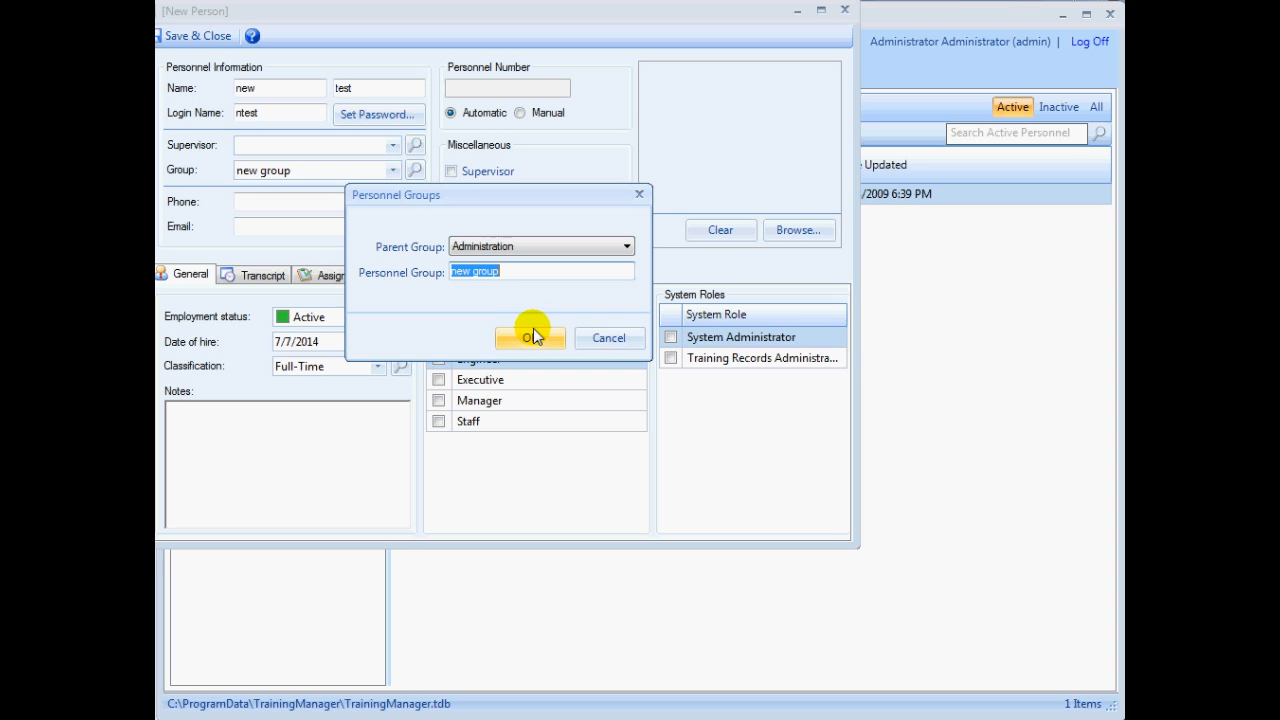 [New Person]
Save & Close
Administrator Administrator (admin) | Log Off
Personnel Information
Personnel Number
Name: new test
Active Inactive All
Login Name: ntest Set Password...
Automatic Manual
Search Active Personnel
Supervisor:
Miscellaneous
Group: new group
Supervisor
Updated
/2009 6:39 PM
Personnel Groups
Phone:
Email:
Clear Browse...
Parent Group: Administration
Personnel Group: new group
General Transcript Assig
OK Cancel
System Roles
System Role
Employment status: Active
System Administrator
Date of hire: 7/7/2014
Training Records Administra...
Classification: Full-Time
Engineer
Executive
Notes:
Manager
Staff
C:\ProgramData\TrainingManager\TrainingManager.tdb
1 Items